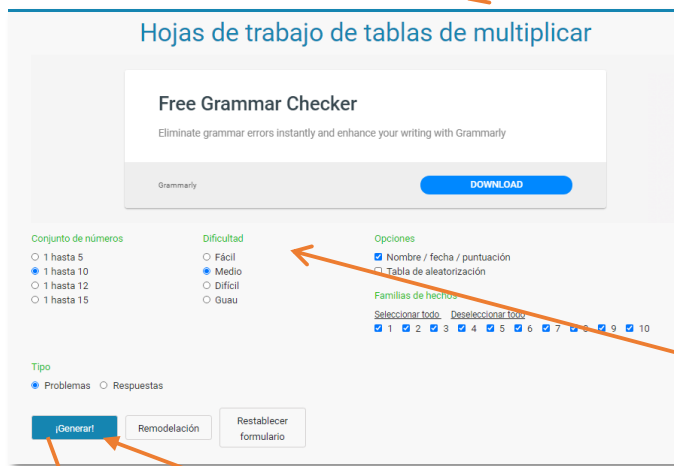 Hojas de trabajo de tablas de multiplicar
Free Grammar Checker
Eliminate grammar errors instantly and enhance your writing with Grammarly
Grammarly
DOWNLOAD
Conjunto de números
1 hasta 5
1 hasta 10
1 hasta 12
1 hasta 15
Dificultad
Fácil
Medio
Difícil
Guau
Opciones
Nombre / fecha / puntuación
Tabla de aleatorización
Familias de hechos
Seleccionar todo Deseleccionar todo
1 2 3 4 5 6 7 8 9 10
Tipo
Problemas Respuestas
¡Generar!
Remodelación
Restablecer
formulario